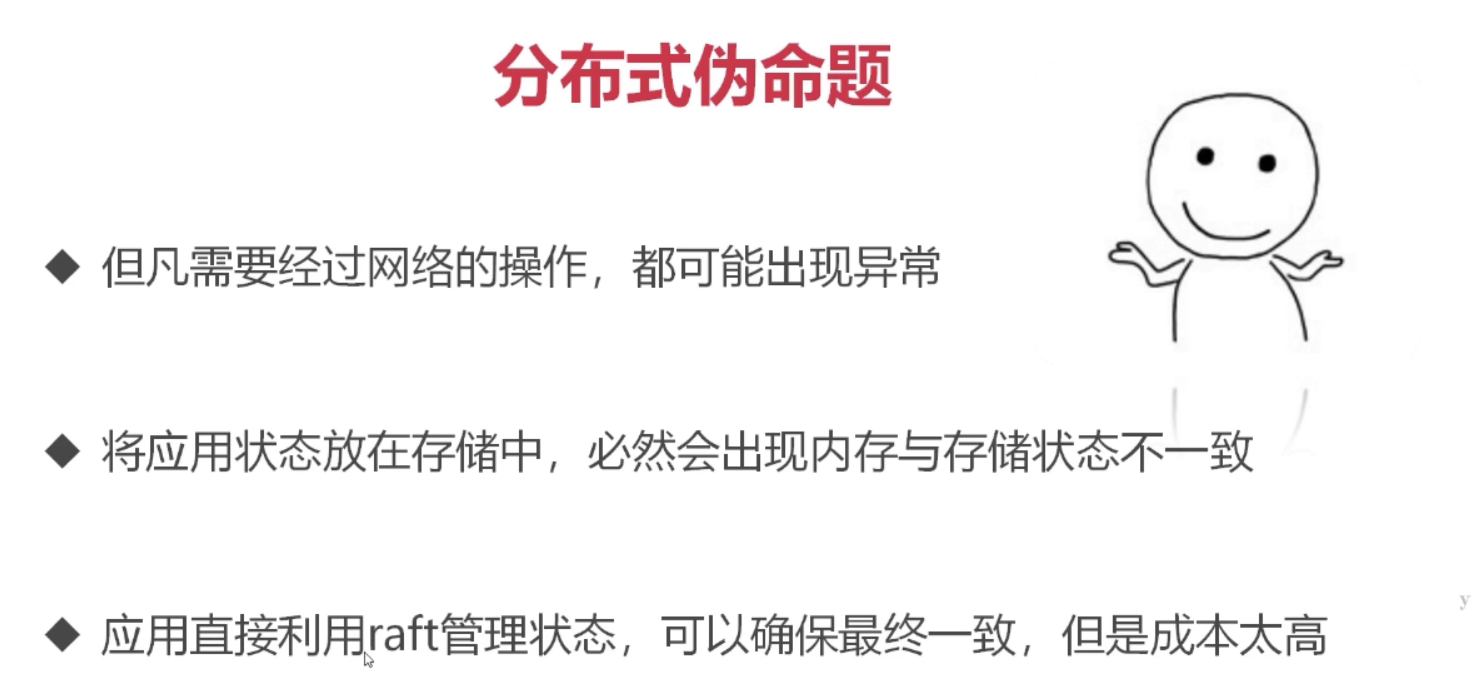 分布式伪命题
但凡需要经过网络的操作，都可能出现异常
将应用状态放在存储中，必然会出现内存与存储状态不一致
应用直接利用raft管理状态，可以确保最终一致，但是成本太高
y